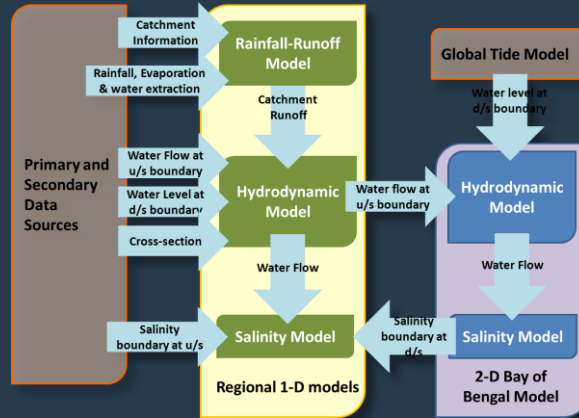 Catchment
Information
Rainfall, Evaporation
& water extraction
Primary and
Secondary
Data
Sources
Water Flow at
u/s boundary
Water Level at
d/s boundary
Cross-section
Salinity
boundary at u/s
Rainfall-Runoff
Model
Catchment
Runoff
Hydrodynamic
Model
Water Flow
Salinity Model
Regional 1-D models
Water flow at
u/s boundary
Salinity
boundary at
d/s
Global Tide Model
Water level at
d/s boundary
Hydrodynamic
Model
Water Flow
Salinity Model
2-D Bay of
Bengal Model